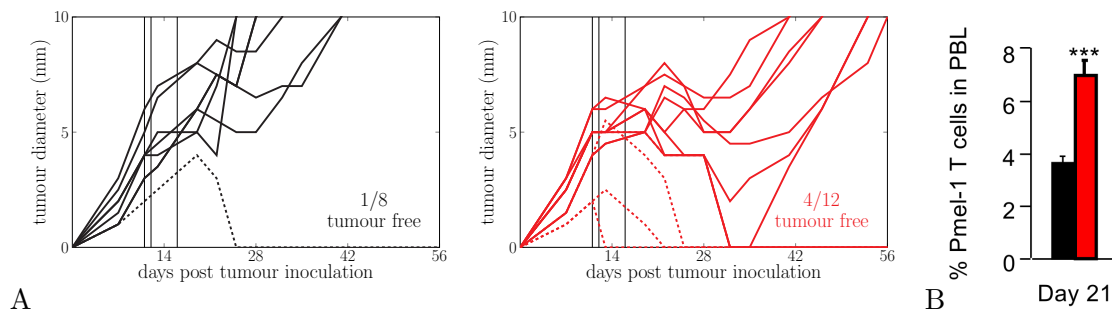 tumour diameter (mm)
10
5
0
14
28
42
56
days post tumour inoculation
1/8
tumour free
A
tumour diameter (mm)
10
5
0
14
28
42
56
days post tumour inoculation
4/12
tumour free
B
% Pmel-1 T cells in PBL
8
6
4
2
0
***
Day 21